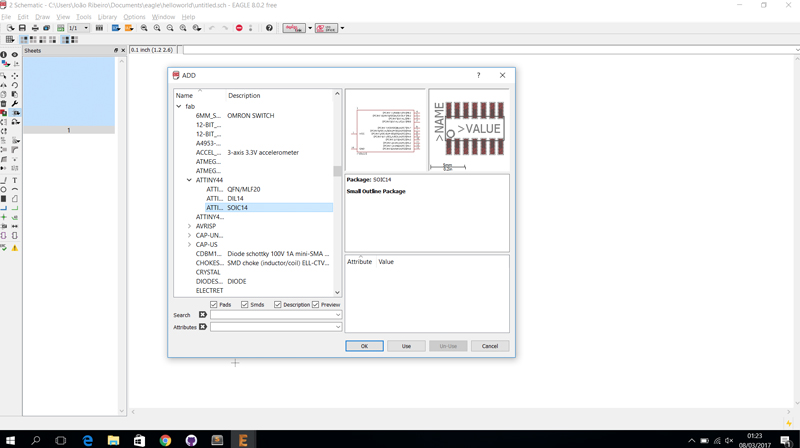 2 Schematic - C:\Users\João Ribeiro\Documents\eagle\helloworld\untitled.sch - EAGLE 8.0.2 free
File Edit Draw View Tools Library Options Window Help
1/1
Sheets
0.1 inch (1.2 2.6)
1
ADD
Name Description
fab
6MM_S... OMRON SWITCH
12-BIT_...
12-BIT_...
A4953-...
ACCEL_... 3-axis 3.3V accelerometer
ATMEG...
ATMEG...
ATTINY44
ATTI... QFN/MLF20
ATTI... DIL14
ATTI... SOIC14
ATTINY4...
AVRISP
CAP-UN...
CAP-US
CDBM1... Diode schottky 100V 1A mini-SMA ...
CHOKES... SMD choke (inductor/coil) ELL-CTV...
CRYSTAL
DIODES... DIODE
ELECTRET
Pads Smds Description Preview
Search
Attributes
>NAME
>VALUE
Package: SOIC14
Small Outline Package
Attribute Value
OK Use Un-Use Cancel
01:23
08/03/2017